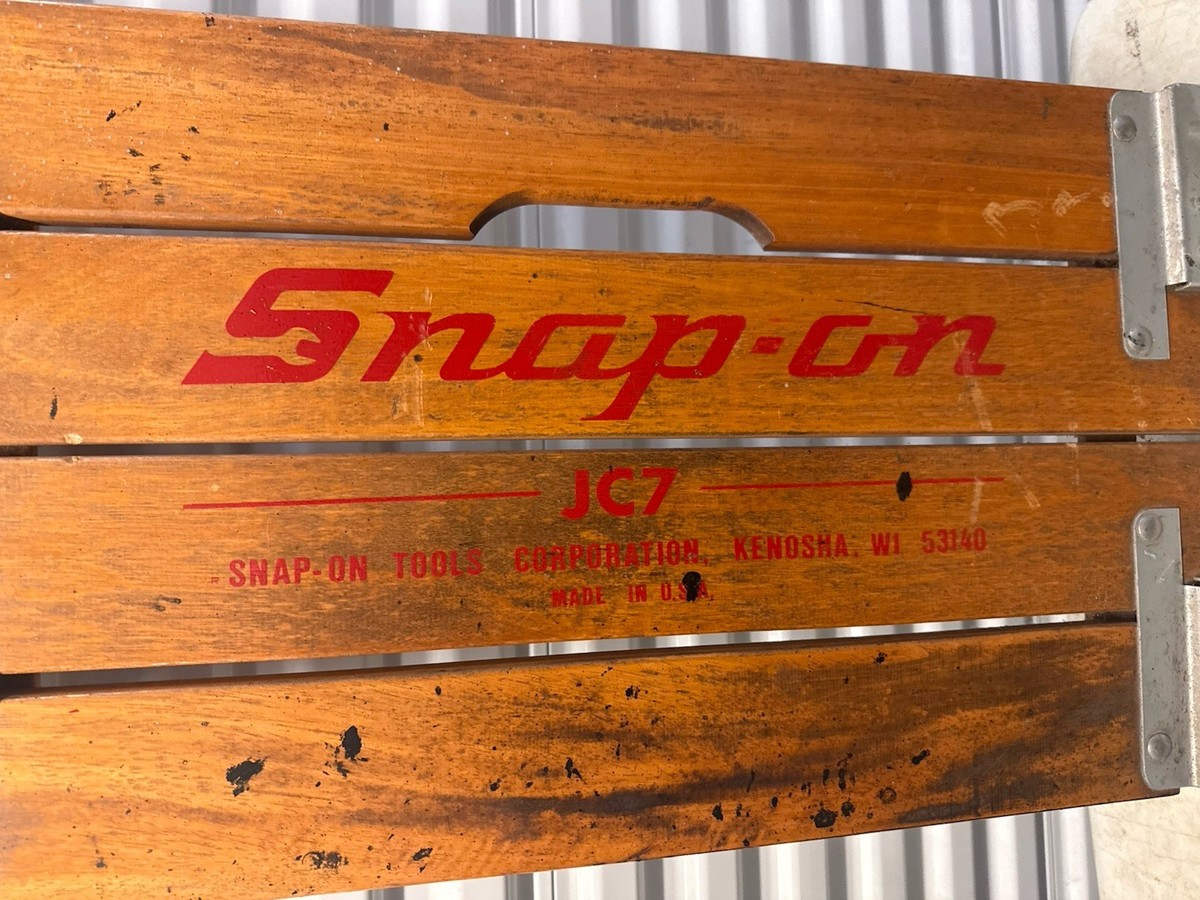 Snap-on
JC7
SNAP-ON TOOLS CORPORATION, KENOSHA, WI 53140
MADE IN U.S.A.